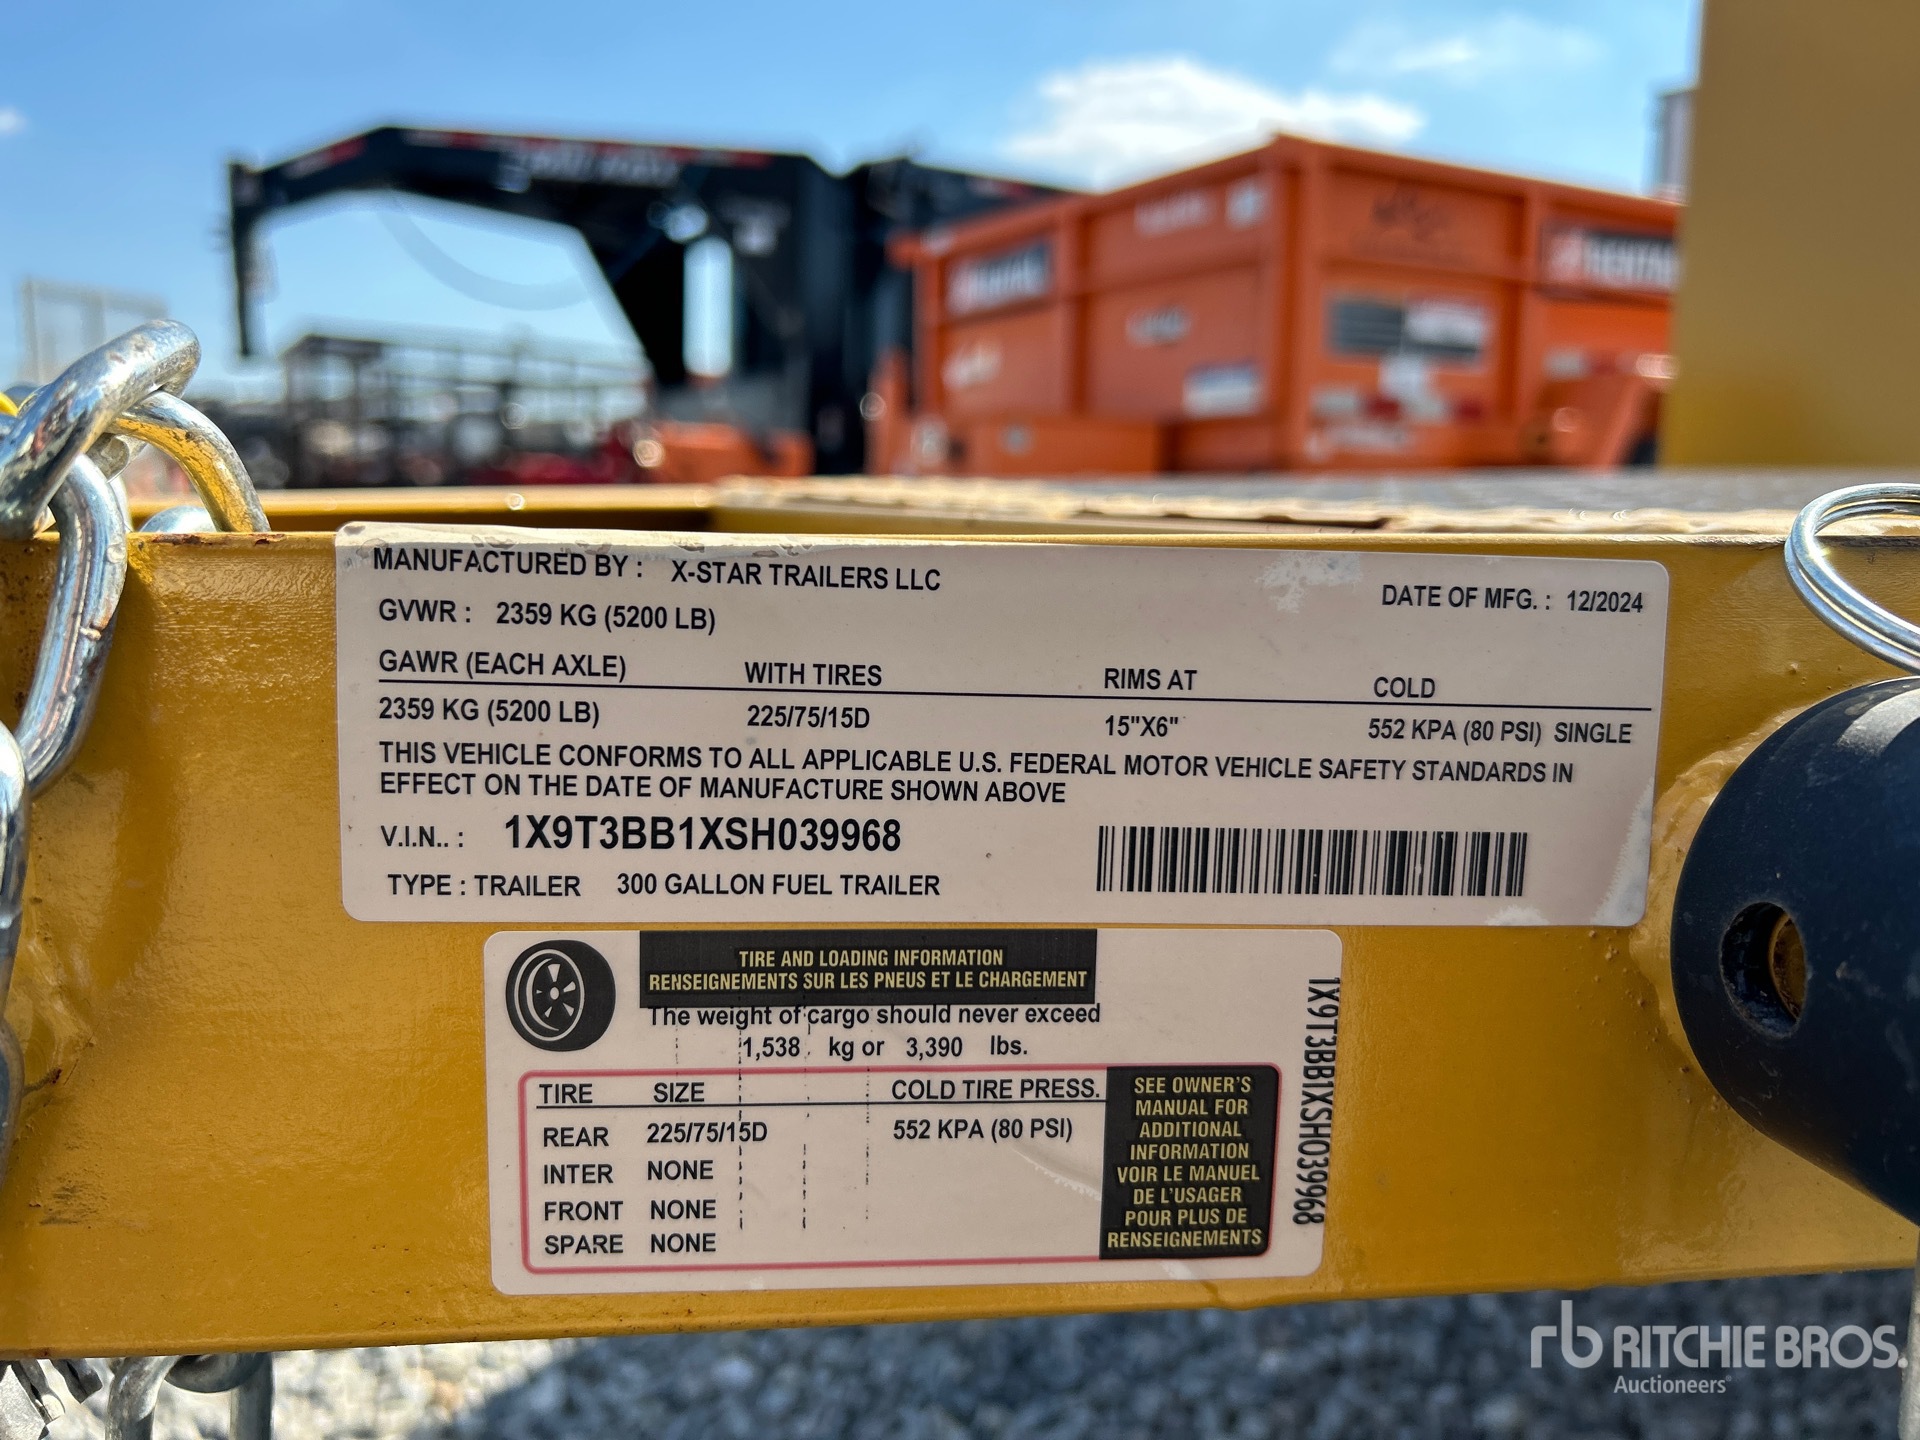 MANUFACTURED BY : X-STAR TRAILERS LLC
DATE OF MFG. : 12/2024
GVWR : 2359 KG (5200 LB)
GAWR (EACH AXLE) WITH TIRES RIMS AT COLD
2359 KG (5200 LB) 225/75/15D 15"X6" 552 KPA (80 PSI) SINGLE
THIS VEHICLE CONFORMS TO ALL APPLICABLE U.S. FEDERAL MOTOR VEHICLE SAFETY STANDARDS IN
EFFECT ON THE DATE OF MANUFACTURE SHOWN ABOVE
V.I.N.. : 1X9T3BB1XSH039968
TYPE : TRAILER 300 GALLON FUEL TRAILER
TIRE AND LOADING INFORMATION
RENSEIGNEMENTS SUR LES PNEUS ET LE CHARGEMENT
The weight of cargo should never exceed
1,538 kg or 3,390 lbs.
TIRE SIZE COLD TIRE PRESS.
REAR 225/75/15D 552 KPA (80 PSI)
INTER NONE
FRONT NONE
SPARE NONE
SEE OWNER'S
MANUAL FOR
ADDITIONAL
INFORMATION
VOIR LE MANUEL
DE L'USAGER
POUR PLUS DE
RENSEIGNEMENTS
1X9T3BB1XSH039968
rb RITCHIE BROS.
Auctioneers